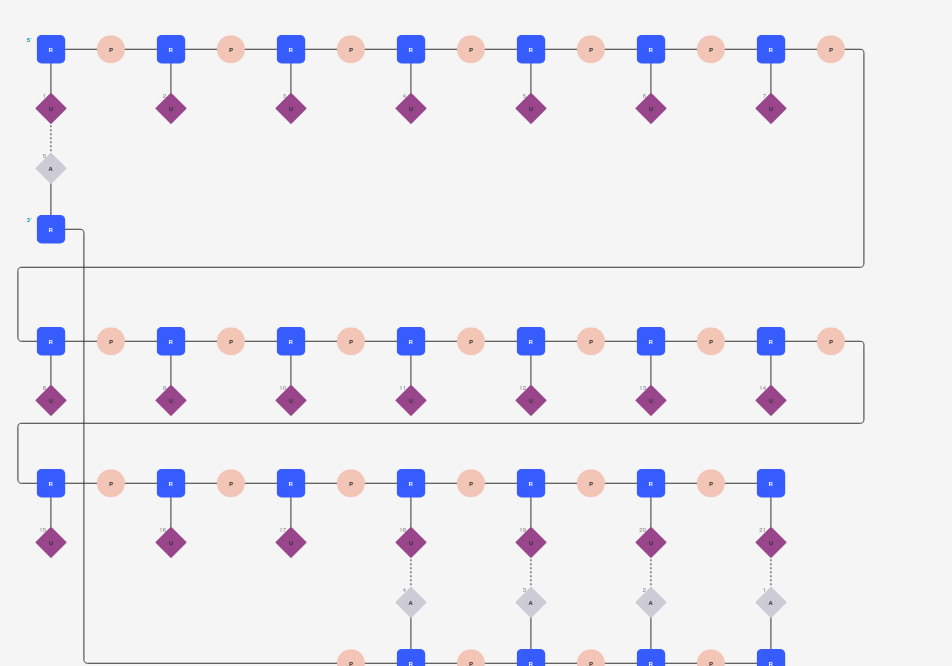 5' R P R P R P R P R P R P R P
1 2 3 4 5 6 7
U U U U U U U
5
A
3' R
R P R P R P R P R P R P R P
8 9 10 11 12 13 14
U U U U U U U
R P R P R P R P R P R P R
15 16 17 18 19 20 21
U U U U U U U
4 3 2 1
A A A A
P R P R P R P R